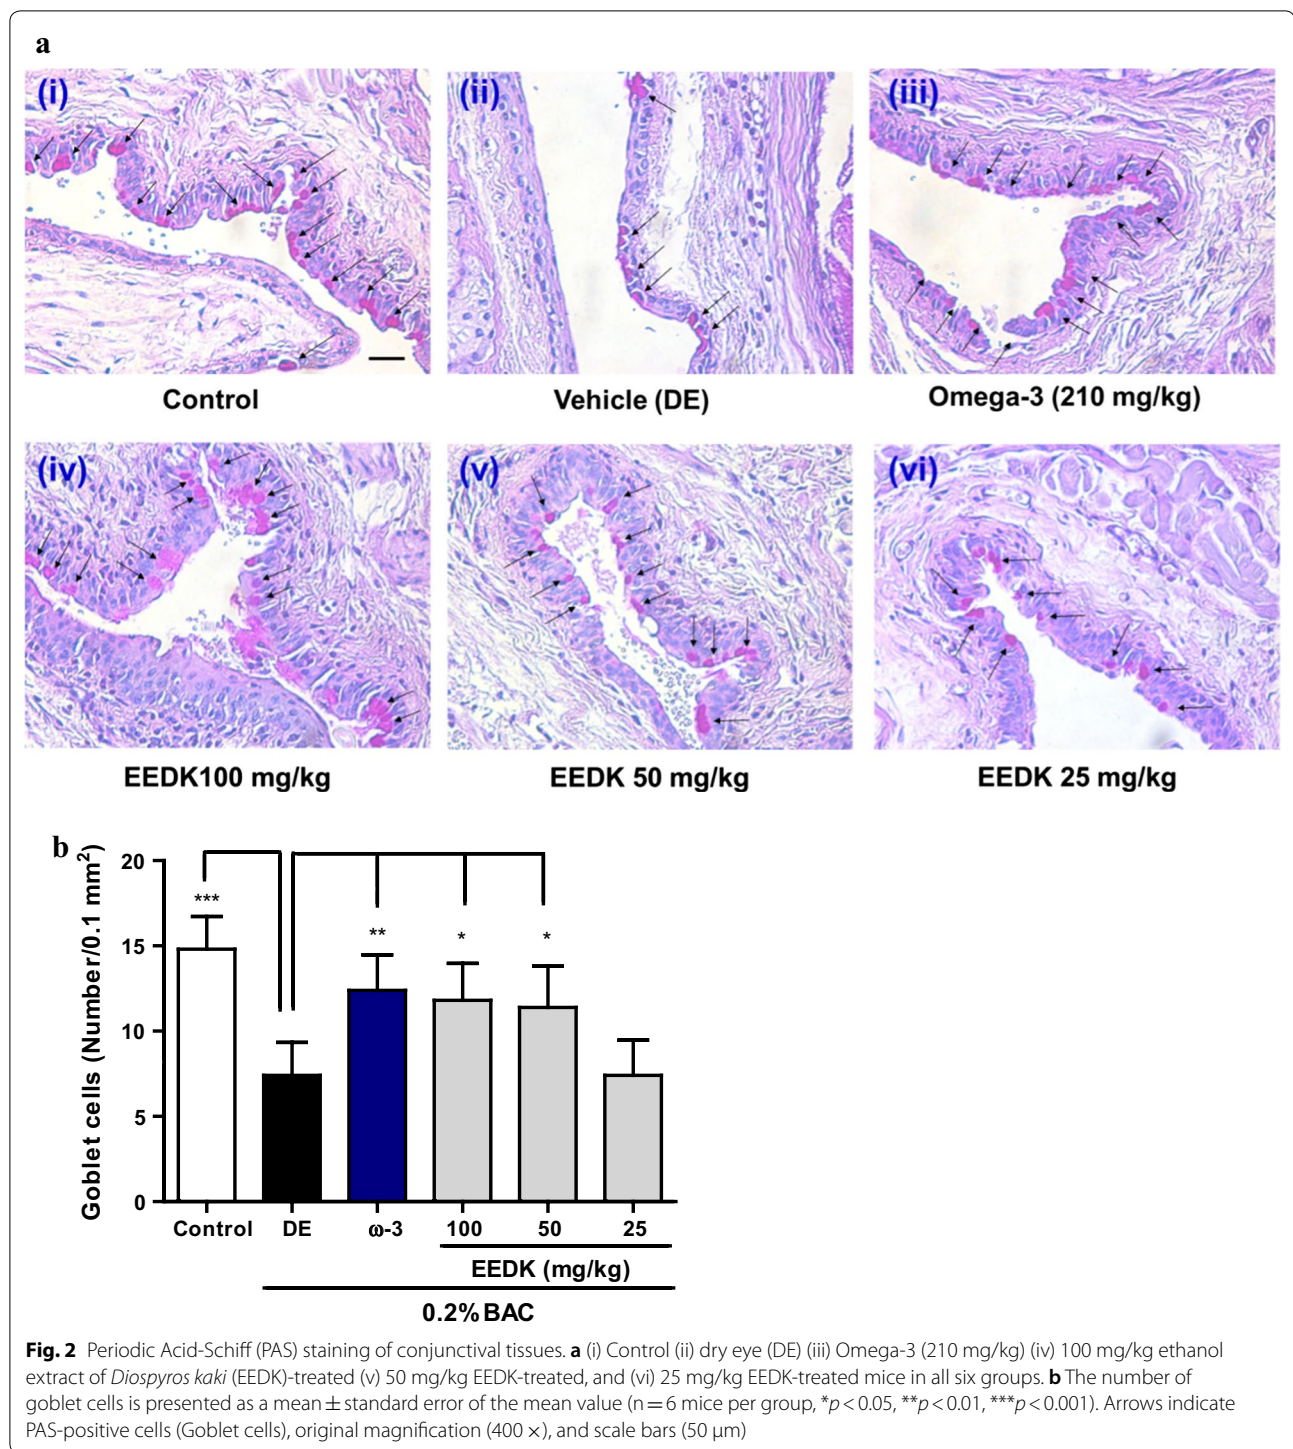 a
(i)
(ii)
(iii)
Control
Vehicle (DE)
Omega-3 (210 mg/kg)
(iv)
(v)
(vi)
EEDK100 mg/kg
EEDK 50 mg/kg
EEDK 25 mg/kg
b
Goblet cells (Number/0.1 mm²)
20
15
10
5
0
***
**
*
*
Control
DE
ω-3
100
50
25
EEDK (mg/kg)
0.2% BAC
Fig. 2 Periodic Acid-Schiff (PAS) staining of conjunctival tissues. a (i) Control (ii) dry eye (DE) (iii) Omega-3 (210 mg/kg) (iv) 100 mg/kg ethanol
extract of Diospyros kaki (EEDK)-treated (v) 50 mg/kg EEDK-treated, and (vi) 25 mg/kg EEDK-treated mice in all six groups. b The number of
goblet cells is presented as a mean ± standard error of the mean value (n = 6 mice per group, *p < 0.05, **p < 0.01, ***p < 0.001). Arrows indicate
PAS-positive cells (Goblet cells), original magnification (400 ×), and scale bars (50 µm)